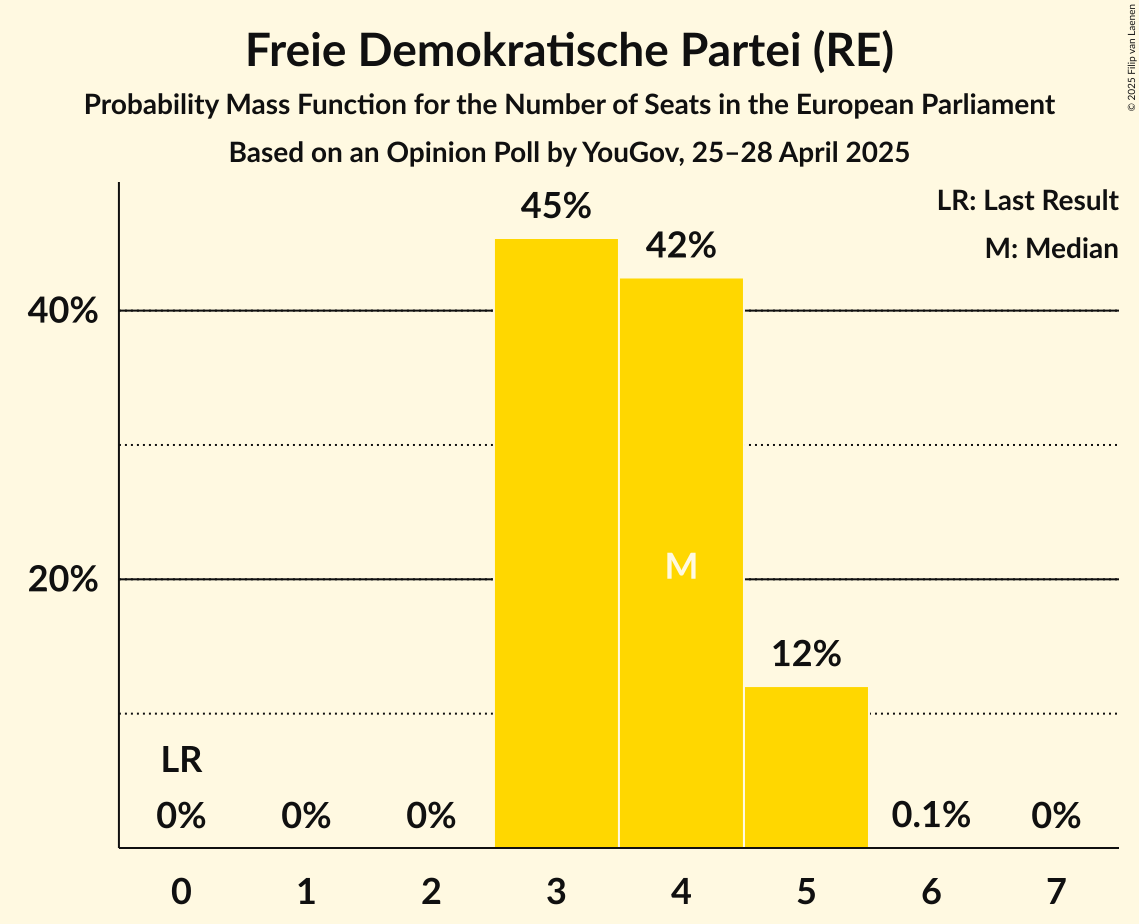 Freie Demokratische Partei (RE)
Probability Mass Function for the Number of Seats in the European Parliament
Based on an Opinion Poll by YouGov, 25–28 April 2025
© 2025 Filip van Laenen
LR: Last Result
M: Median
45%
42%
40%
M
20%
12%
LR
0%
0%
0%
0.1%
0%
0
1
2
3
4
5
6
7